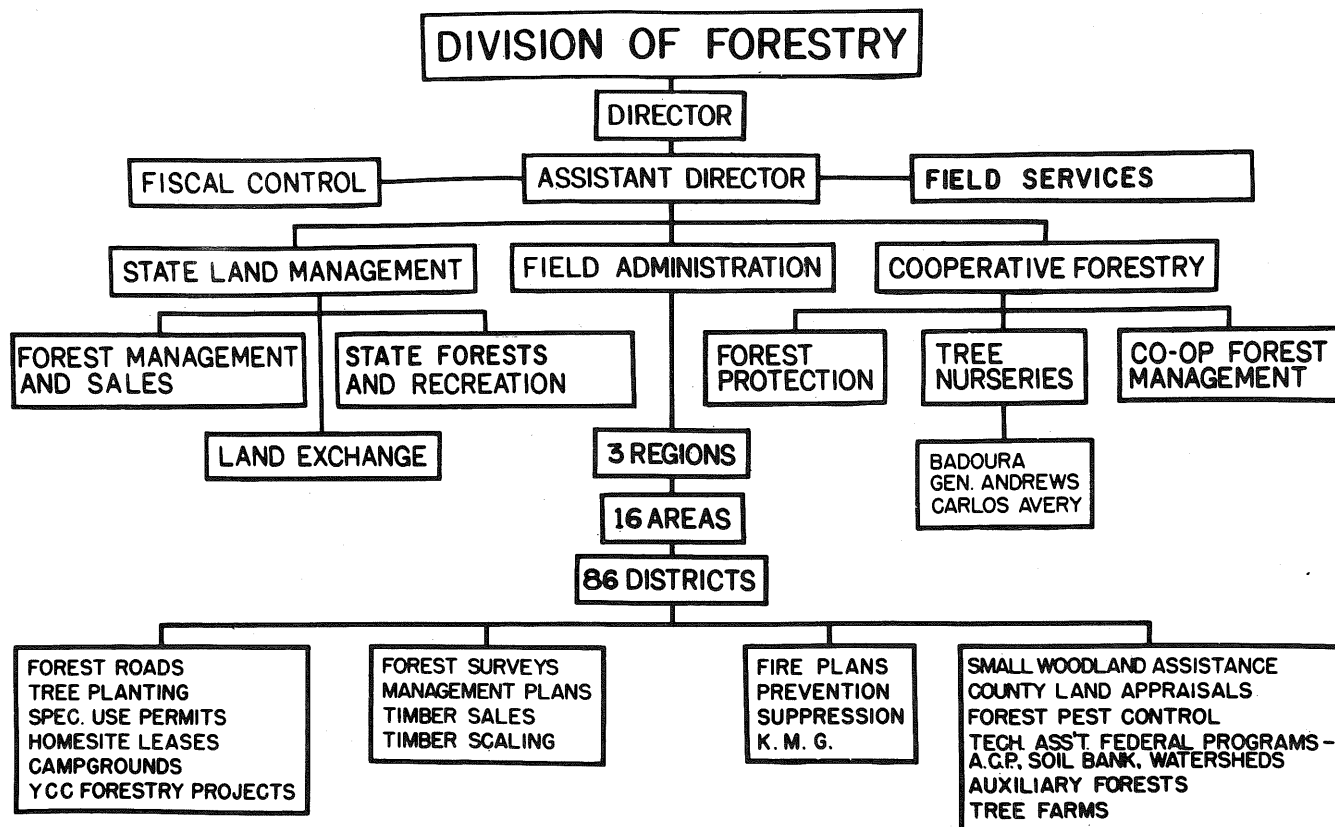 DIVISION OF FORESTRY
DIRECTOR
FISCAL CONTROL
ASSISTANT DIRECTOR
FIELD SERVICES
STATE LAND MANAGEMENT
FIELD ADMINISTRATION
COOPERATIVE FORESTRY
FOREST MANAGEMENT
AND SALES
STATE FORESTS
AND RECREATION
FOREST
PROTECTION
TREE
NURSERIES
CO-OP FOREST
MANAGEMENT
LAND EXCHANGE
3 REGIONS
BADOURA
GEN. ANDREWS
CARLOS AVERY
16 AREAS
86 DISTRICTS
FOREST ROADS
TREE PLANTING
SPEC. USE PERMITS
HOMESITE LEASES
CAMPGROUNDS
YCC FORESTRY PROJECTS
FOREST SURVEYS
MANAGEMENT PLANS
TIMBER SALES
TIMBER SCALING
FIRE PLANS
PREVENTION
SUPPRESSION
K. M. G.
SMALL WOODLAND ASSISTANCE
COUNTY LAND APPRAISALS
FOREST PEST CONTROL
TECH. ASS'T. FEDERAL PROGRAMS-
A.C.P., SOIL BANK, WATERSHEDS
AUXILIARY FORESTS
TREE FARMS